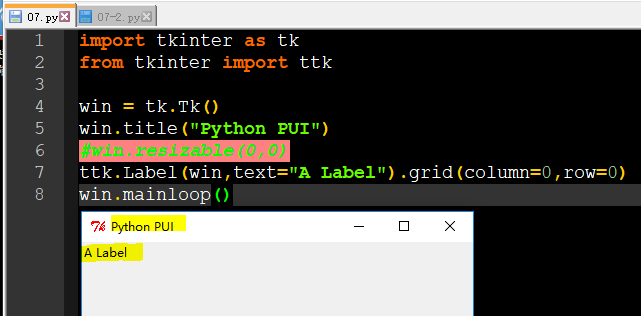 07.py 07-2.py
1 import tkinter as tk
2 from tkinter import ttk
3
4 win = tk.Tk()
5 win.title("Python PUI")
6 #win.resizable(0,0)
7 ttk.Label(win,text="A Label").grid(column=0,row=0)
8 win.mainloop()
Python PUI
A Label